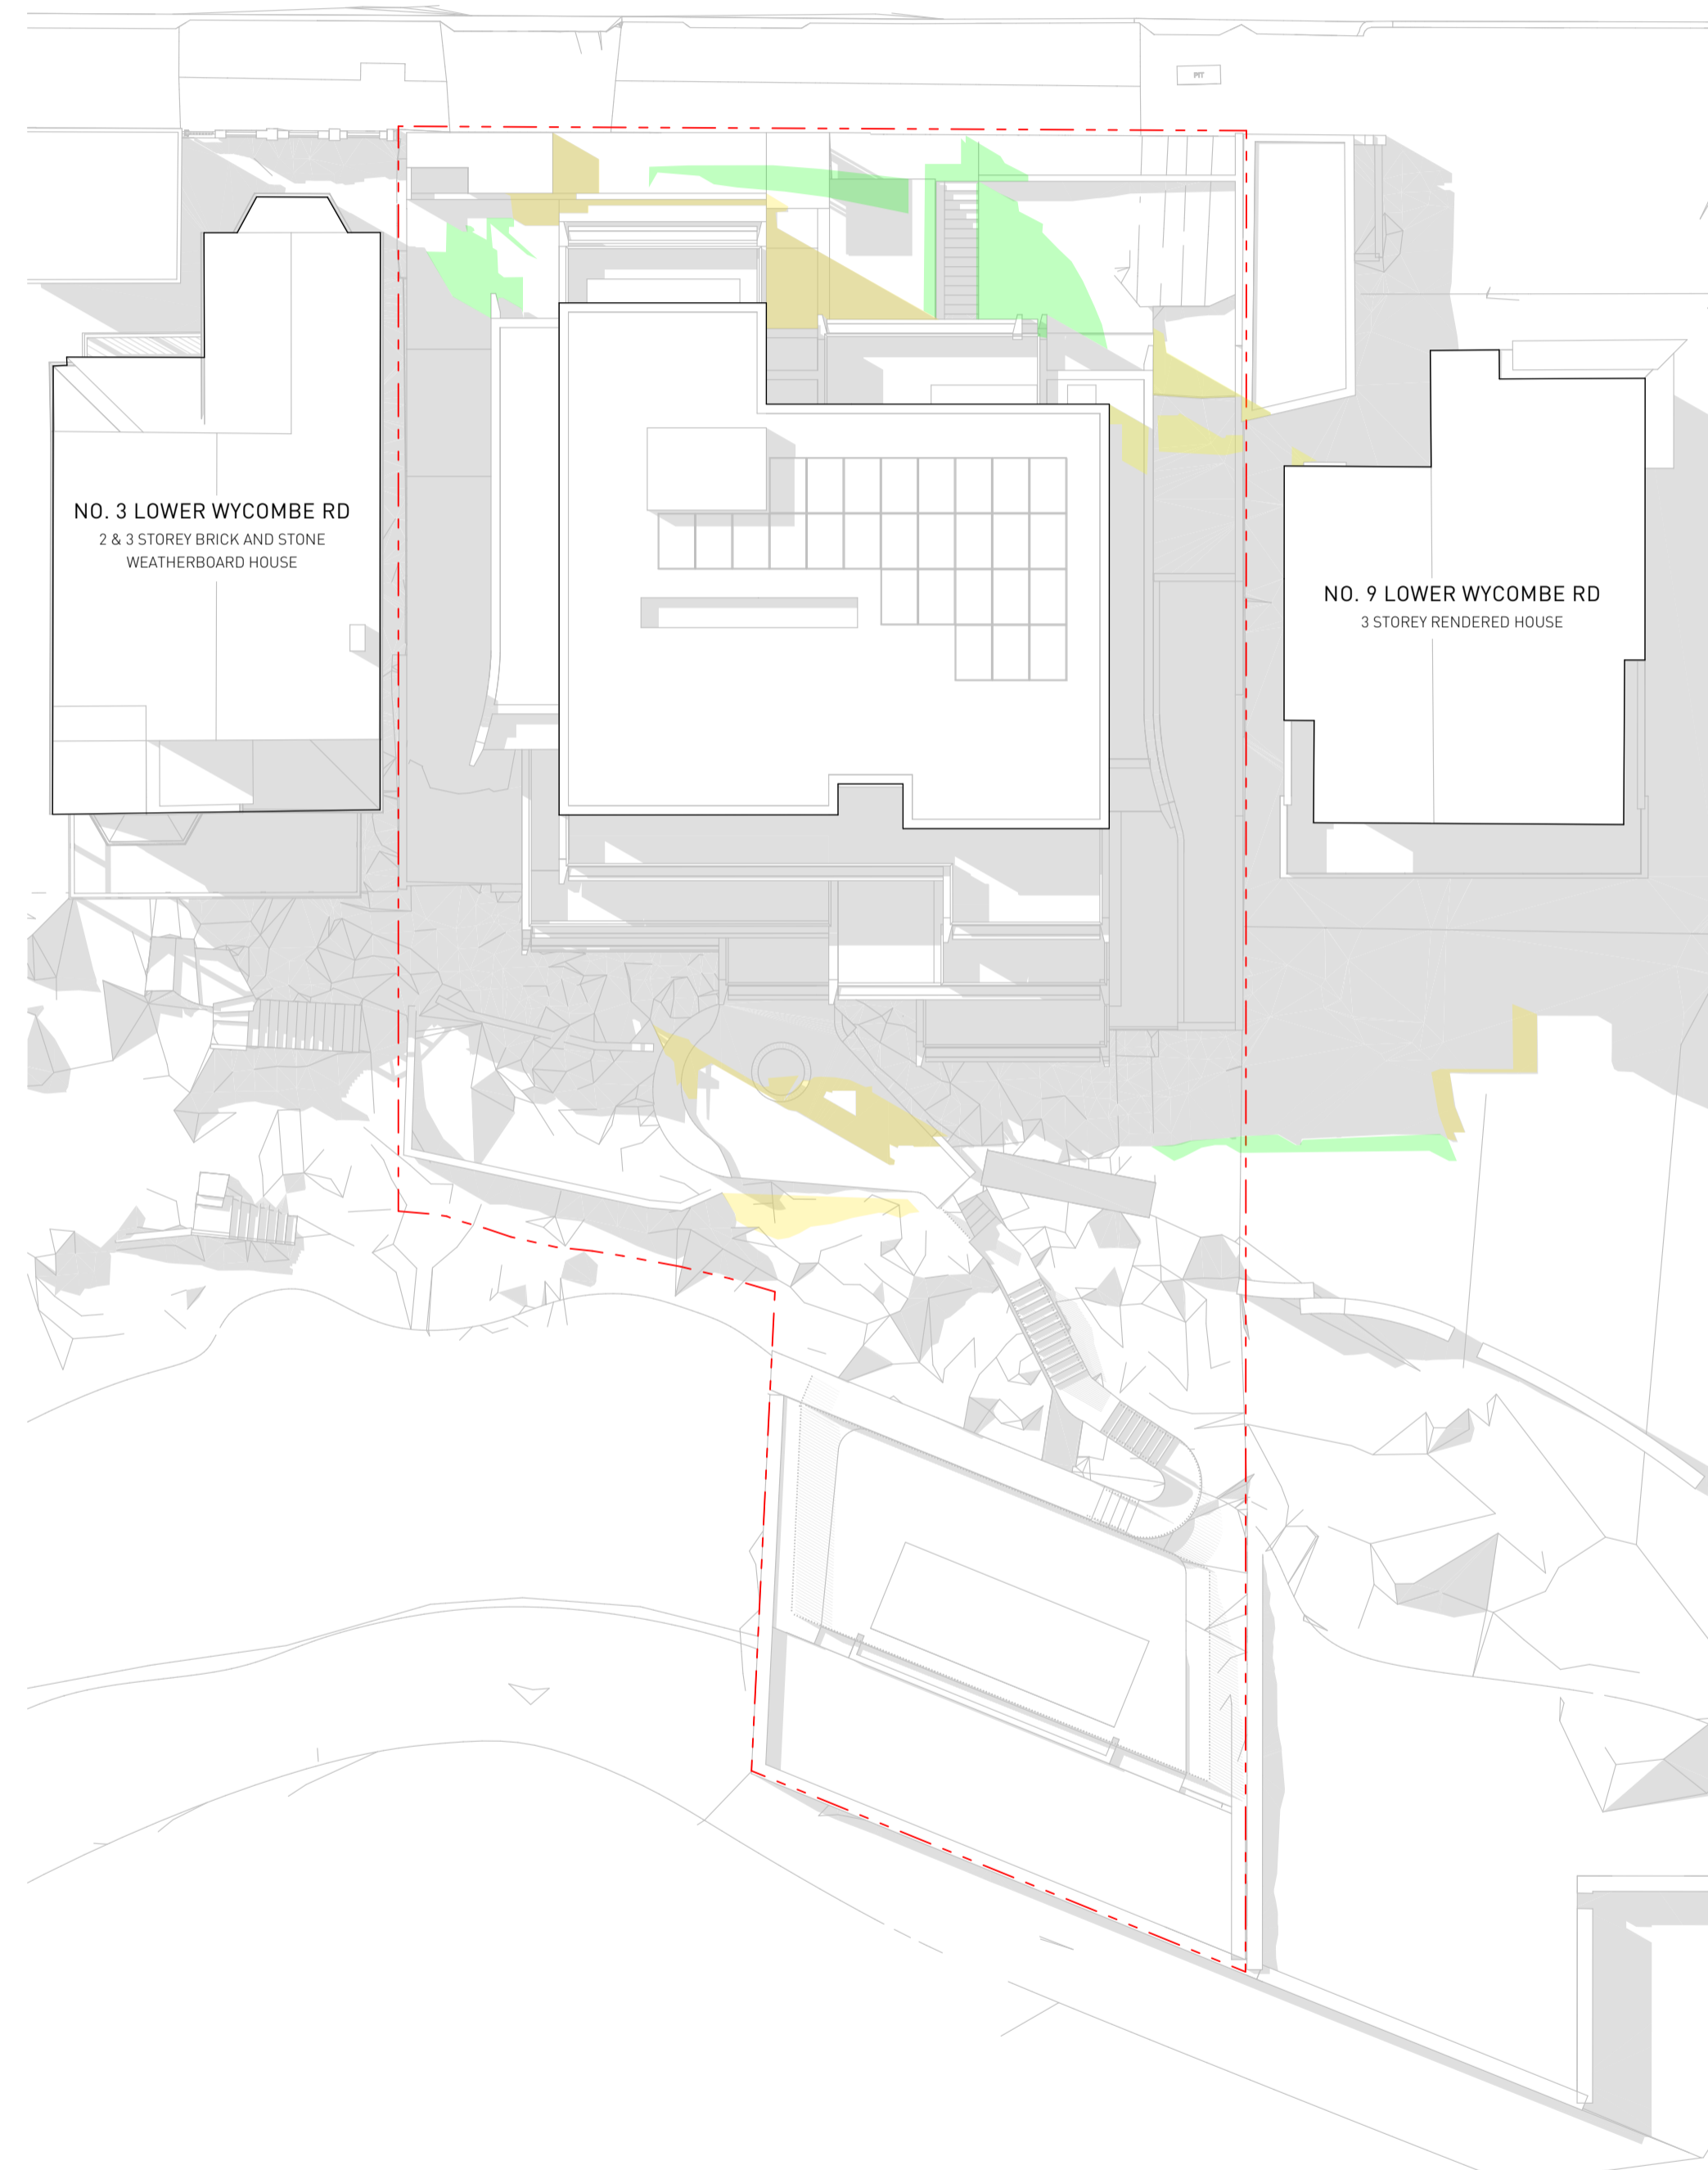 PIT
NO. 3 LOWER WYCOMBE RD
2 & 3 STOREY BRICK AND STONE
WEATHERBOARD HOUSE
NO. 9 LOWER WYCOMBE RD
3 STOREY RENDERED HOUSE